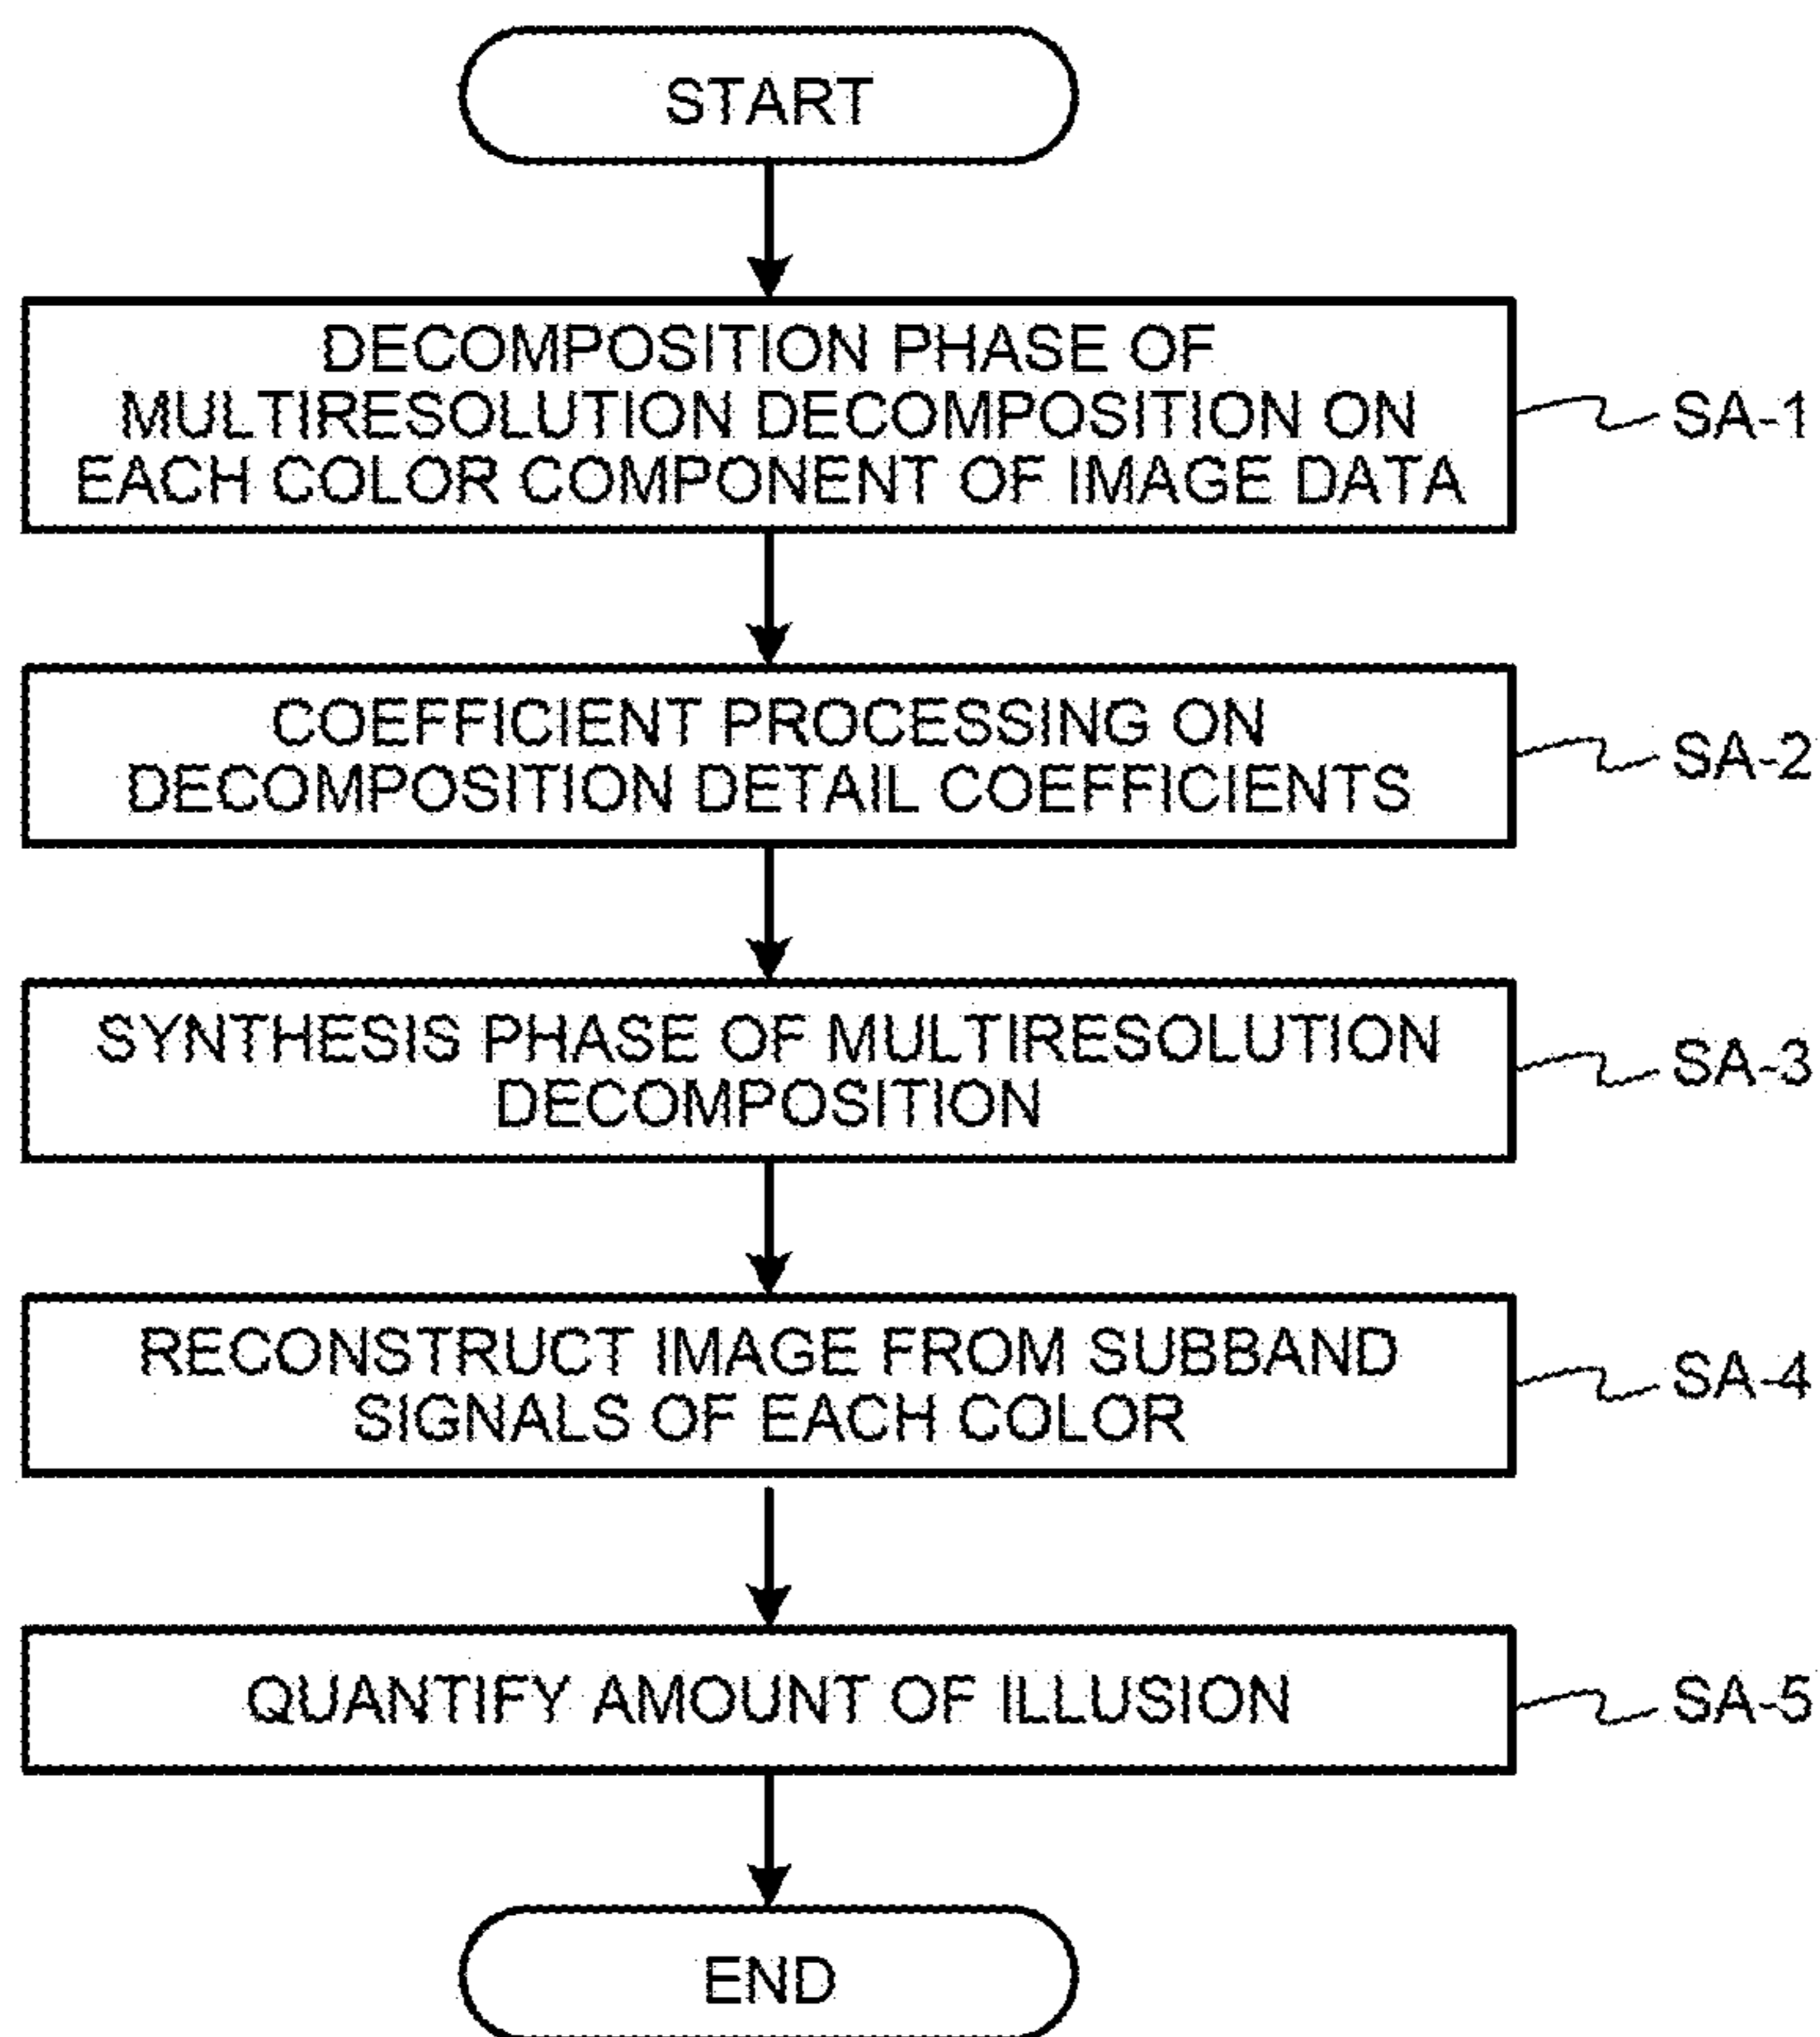 START
DECOMPOSITION PHASE OF
MULTIRESOLUTION DECOMPOSITION ON
EACH COLOR COMPONENT OF IMAGE DATA
SA-1
COEFFICIENT PROCESSING ON
DECOMPOSITION DETAIL COEFFICIENTS
SA-2
SYNTHESIS PHASE OF MULTIRESOLUTION
DECOMPOSITION
SA-3
RECONSTRUCT IMAGE FROM SUBBAND
SIGNALS OF EACH COLOR
SA-4
QUANTIFY AMOUNT OF ILLUSION
SA-5
END